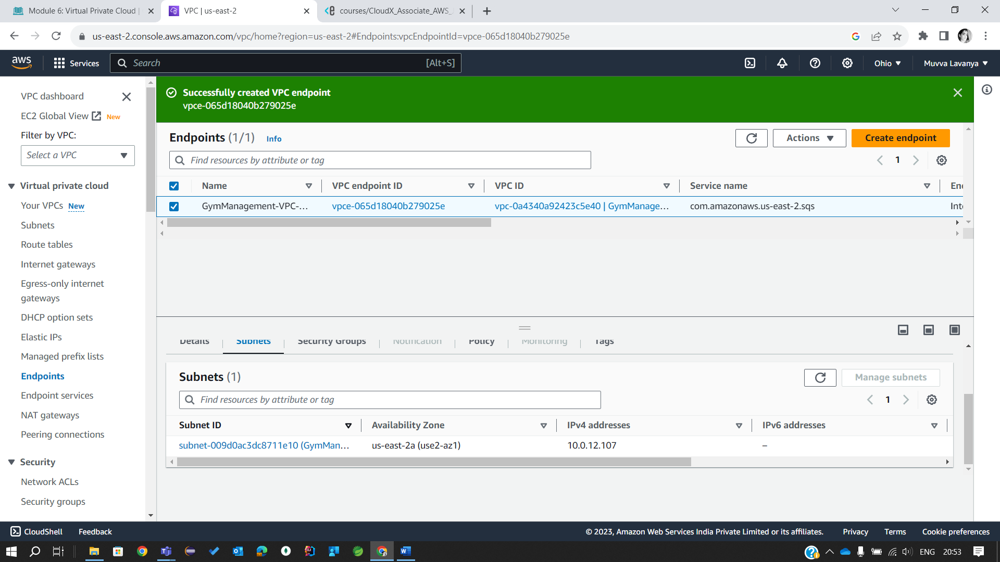 Module 6: Virtual Private Cloud |
VPC | us-east-2
courses/CloudX_Associate_AWS_
us-east-2.console.aws.amazon.com/vpc/home?region=us-east-2#Endpoints:vpcEndpointId=vpce-065d18040b279025e
aws
Services
Search
[Alt+S]
Ohio
Muvva Lavanya
VPC dashboard
EC2 Global View New
Filter by VPC:
Select a VPC
Virtual private cloud
Your VPCs New
Subnets
Route tables
Internet gateways
Egress-only internet
gateways
DHCP option sets
Elastic IPs
Managed prefix lists
Endpoints
Endpoint services
NAT gateways
Peering connections
Security
Network ACLs
Security groups
Successfully created VPC endpoint
vpce-065d18040b279025e
Endpoints (1/1) Info
Actions
Create endpoint
Find resources by attribute or tag
1
Name VPC endpoint ID VPC ID Service name En
GymManagement-VPC-... vpce-065d18040b279025e vpc-0a4340a92423c5e40 | GymManage... com.amazonaws.us-east-2.sqs Int
Details Subnets Security Groups Notification Policy Monitoring Tags
Subnets (1)
Manage subnets
Find resources by attribute or tag
1
Subnet ID Availability Zone IPv4 addresses IPv6 addresses
subnet-009d0ac3dc8711e10 (GymMan... us-east-2a (use2-az1) 10.0.12.107 –
CloudShell Feedback © 2023, Amazon Web Services India Private Limited or its affiliates. Privacy Terms Cookie preferences
ENG 20:53